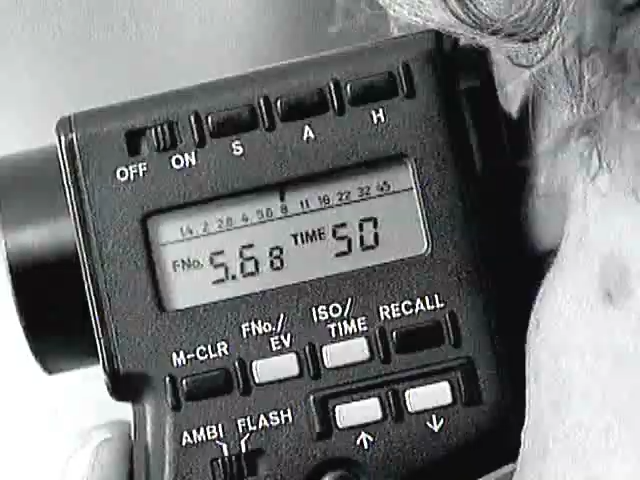 OFF ON S A H
1.4 2 2.8 4 5.6 8 11 16 22 32 45
FNo. 5.6 8 TIME 50
M-CLR FNo./EV ISO/TIME RECALL
AMBI FLASH
↑ ↓